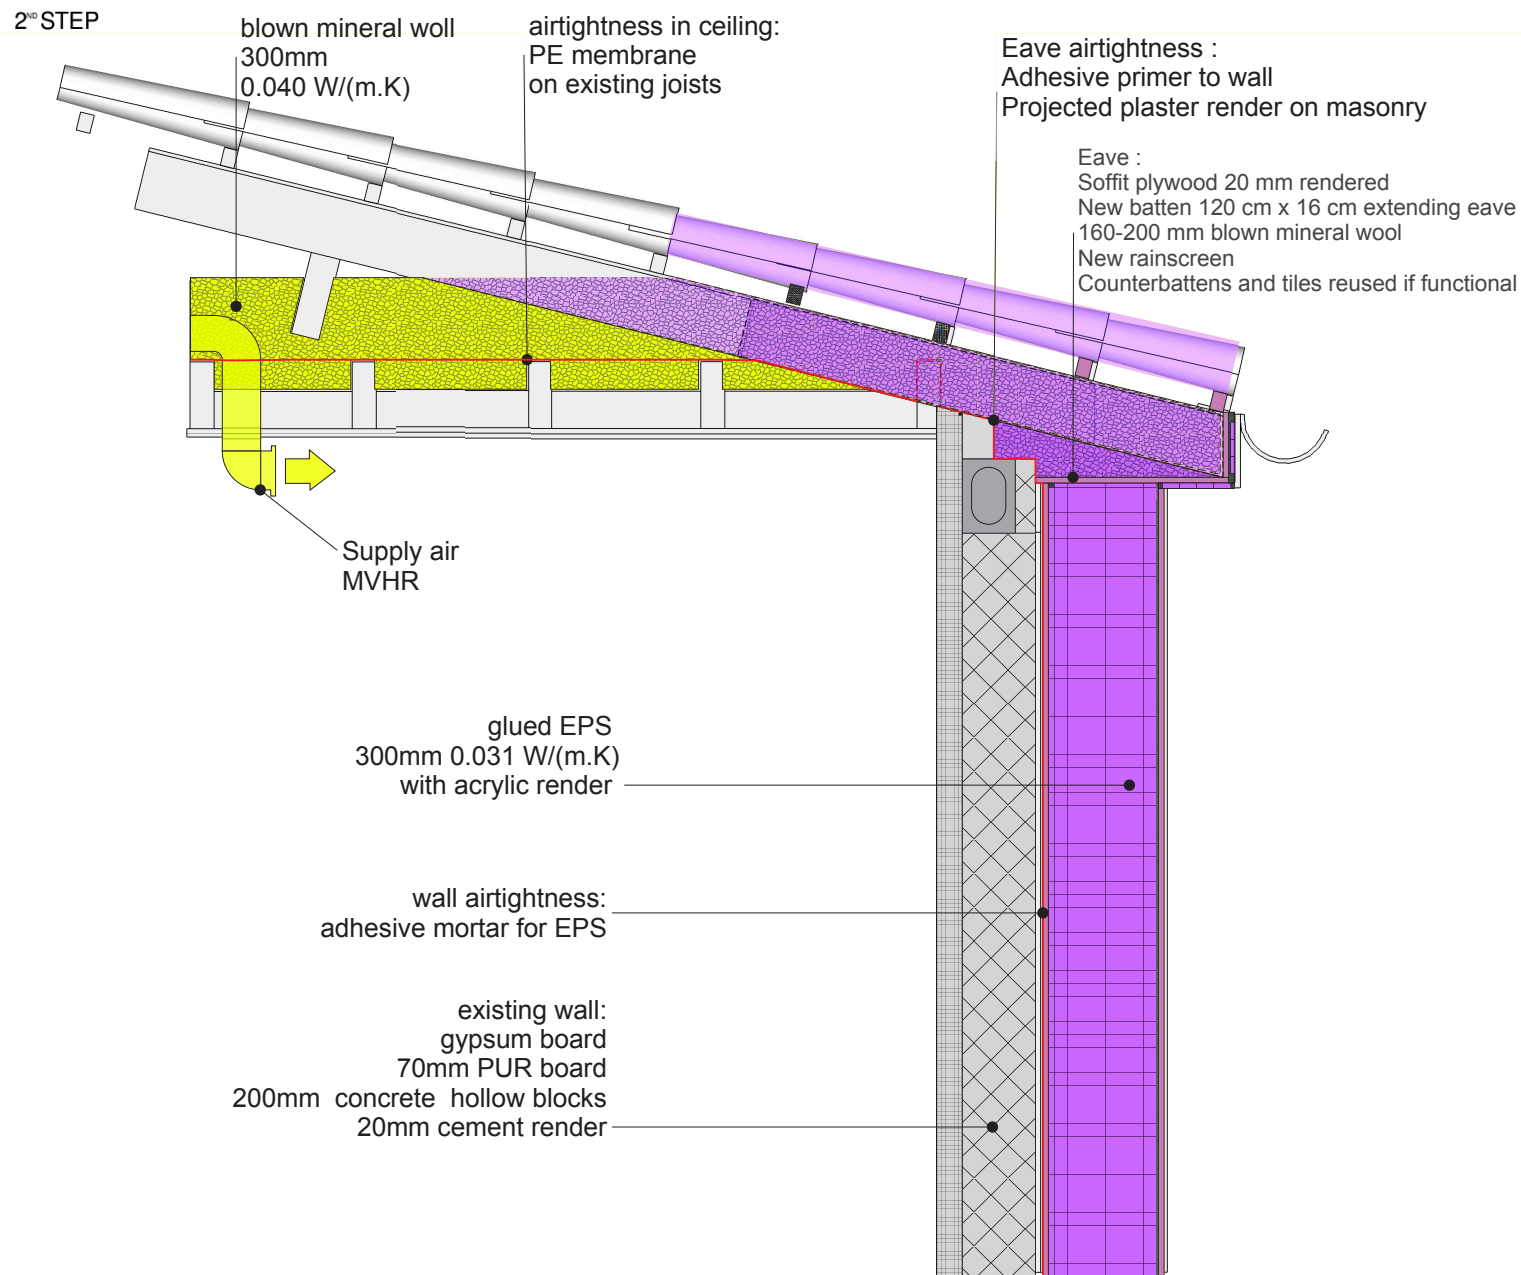 2ND STEP
blown mineral woll
300mm
0.040 W/(m.K)
airtightness in ceiling:
PE membrane
on existing joists
Eave airtightness :
Adhesive primer to wall
Projected plaster render on masonry
Eave :
Soffit plywood 20 mm rendered
New batten 120 cm x 16 cm extending eave
160-200 mm blown mineral wool
New rainscreen
Counterbattens and tiles reused if functional
Supply air
MVHR
glued EPS
300mm 0.031 W/(m.K)
with acrylic render
wall airtightness:
adhesive mortar for EPS
existing wall:
gypsum board
70mm PUR board
200mm concrete hollow blocks
20mm cement render